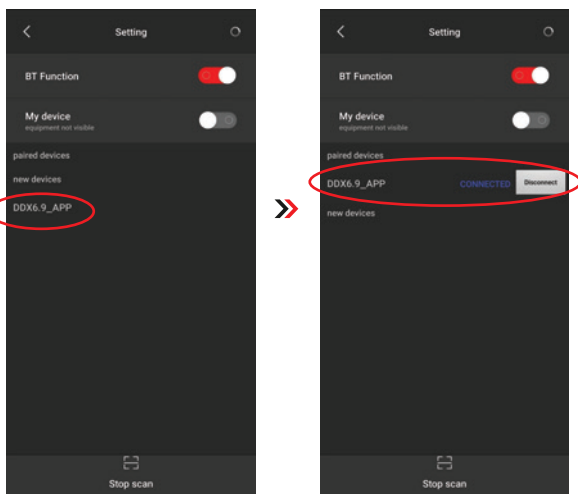 Setting
BT Function
My device
equipment not visible
paired devices
new devices
DDX6.9_APP
Stop scan
Setting
BT Function
My device
equipment not visible
paired devices
DDX6.9_APP CONNECTED Disconnect
new devices
Stop scan